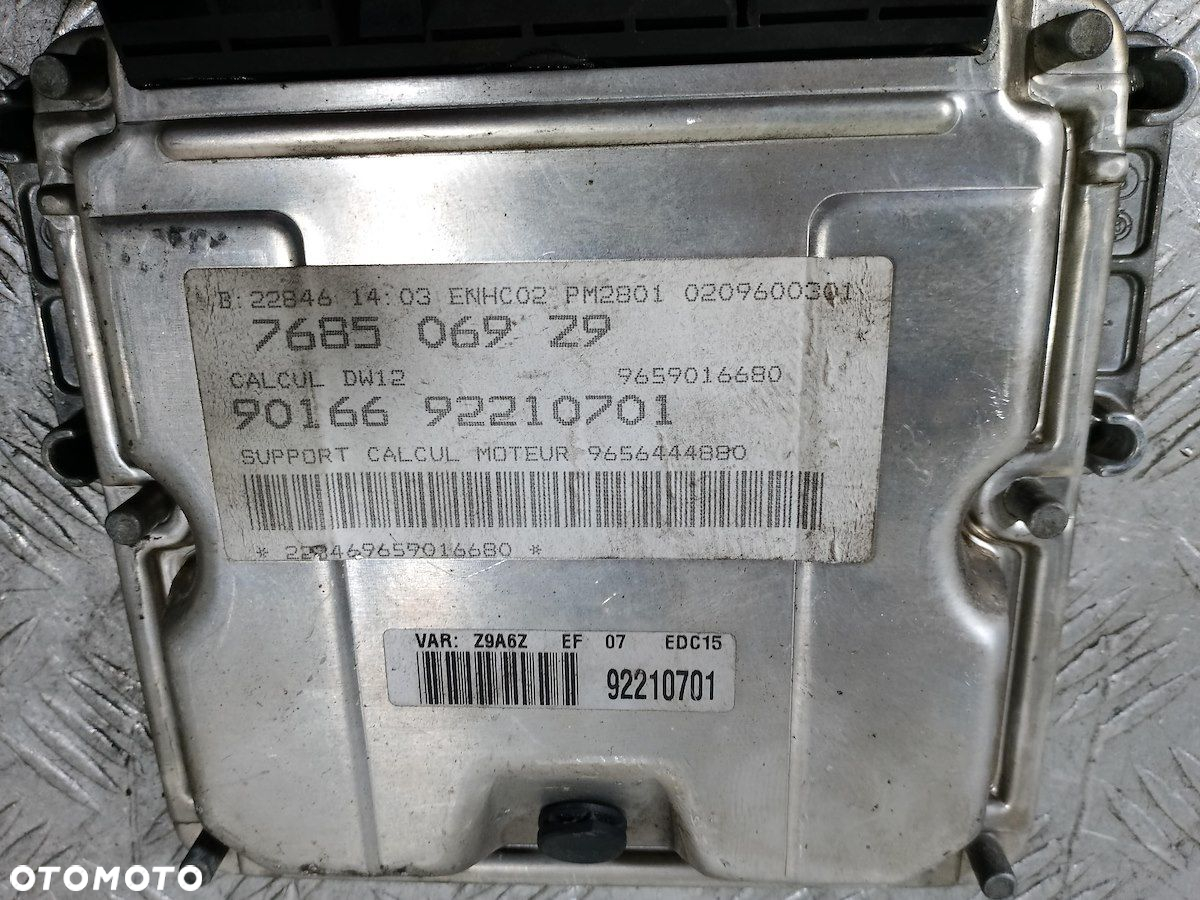 B: 22846 14:03 ENHC02 PM2801 0209600301
7685 069 Z9
CALCUL DW12 9659016680
90166 92210701
SUPPORT CALCUL MOTEUR 9656444880
* 228469659016680 *
VAR: Z9A6Z EF 07 EDC15
92210701
OTOMOTO